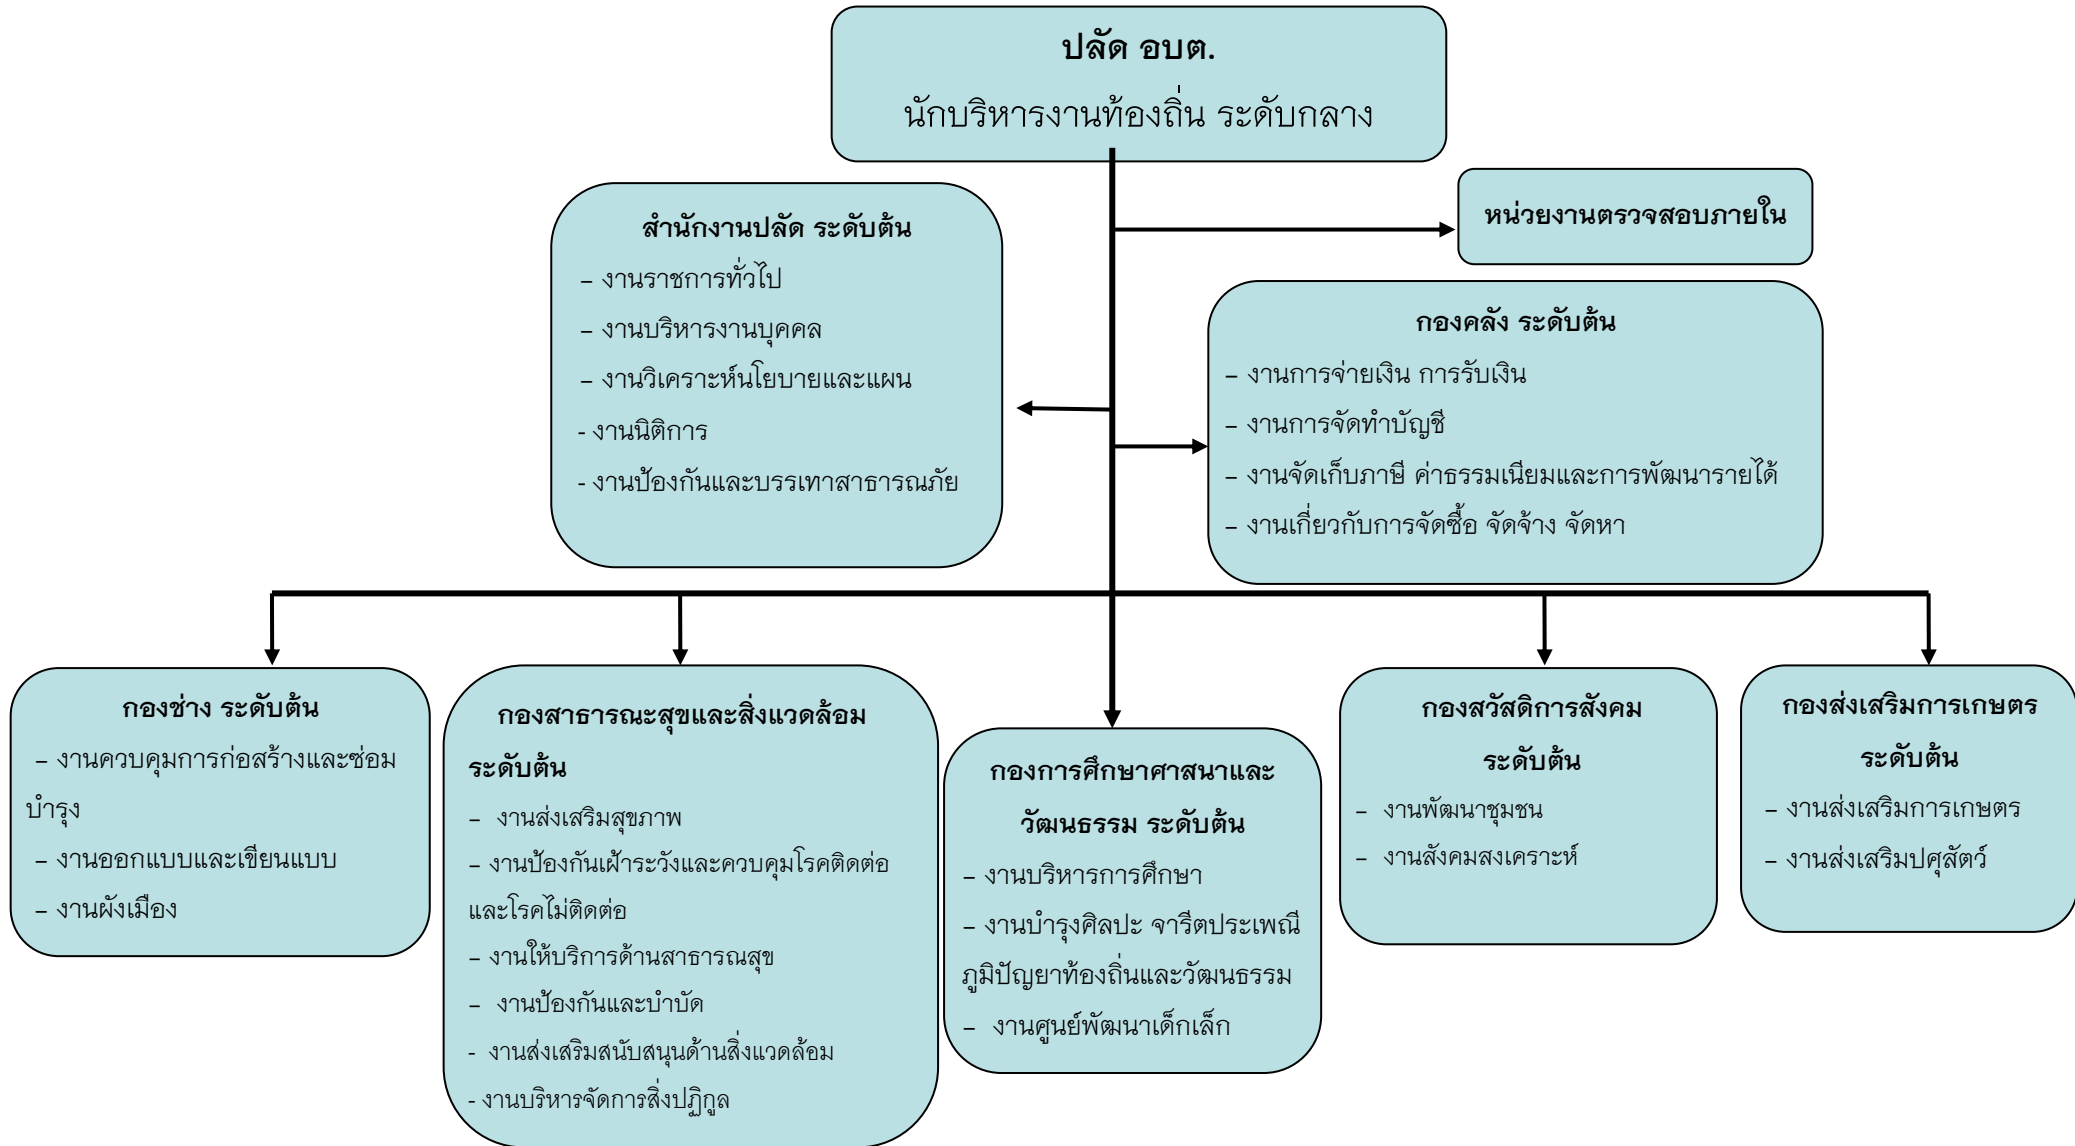 ปลัด อบต.
นักบริหารงานท้องถิ่น ระดับกลาง
หน่วยงานตรวจสอบภายใน
สำนักงานปลัด ระดับต้น
– งานราชการทั่วไป
– งานบริหารงานบุคคล
– งานวิเคราะห์นโยบายและแผน
- งานนิติการ
- งานป้องกันและบรรเทาสาธารณภัย
กองคลัง ระดับต้น
– งานการจ่ายเงิน การรับเงิน
– งานการจัดทำบัญชี
– งานจัดเก็บภาษี ค่าธรรมเนียมและการพัฒนารายได้
– งานเกี่ยวกับการจัดซื้อ จัดจ้าง จัดหา
กองช่าง ระดับต้น
– งานควบคุมการก่อสร้างและซ่อม
บำรุง
– งานออกแบบและเขียนแบบ
– งานผังเมือง
กองสาธารณะสุขและสิ่งแวดล้อม
ระดับต้น
– งานส่งเสริมสุขภาพ
– งานป้องกันเฝ้าระวังและควบคุมโรคติดต่อ
และโรคไม่ติดต่อ
– งานให้บริการด้านสาธารณสุข
– งานป้องกันและบำบัด
- งานส่งเสริมสนับสนุนด้านสิ่งแวดล้อม
- งานบริหารจัดการสิ่งปฏิกูล
กองการศึกษาศาสนาและ
วัฒนธรรม ระดับต้น
– งานบริหารการศึกษา
– งานบำรุงศิลปะ จารีตประเพณี
ภูมิปัญยาท้องถิ่นและวัฒนธรรม
– งานศูนย์พัฒนาเด็กเล็ก
กองสวัสดิการสังคม
ระดับต้น
– งานพัฒนาชุมชน
– งานสังคมสงเคราะห์
กองส่งเสริมการเกษตร
ระดับต้น
– งานส่งเสริมการเกษตร
– งานส่งเสริมปศุสัตว์